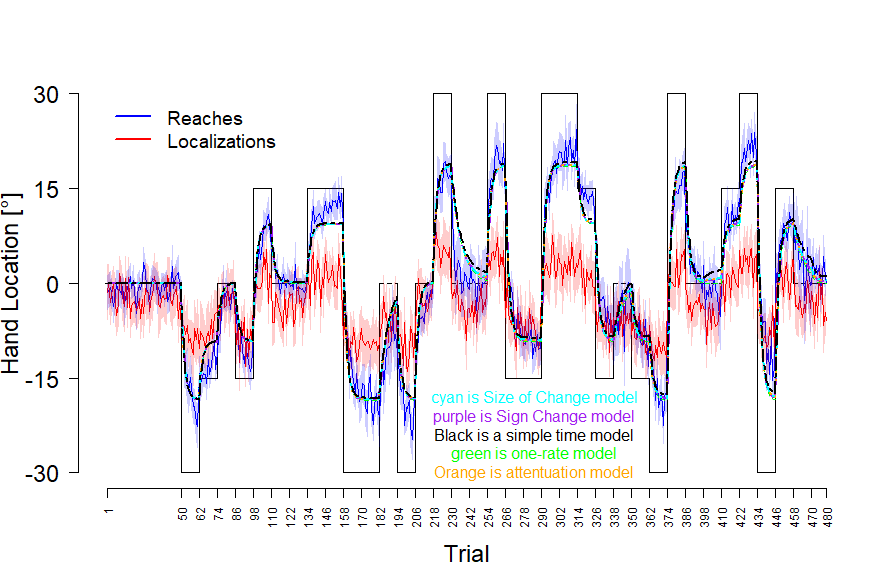 30
15
0
-15
-30
Hand Location [°]
Reaches
Localizations
cyan is Size of Change model
purple is Sign Change model
Black is a simple time model
green is one-rate model
Orange is attentuation model
1 50 62 74 86 98 110 122 134 146 158 170 182 194 206 218 230 242 254 266 278 290 302 314 326 338 350 362 374 386 398 410 422 434 446 458 470 480
Trial